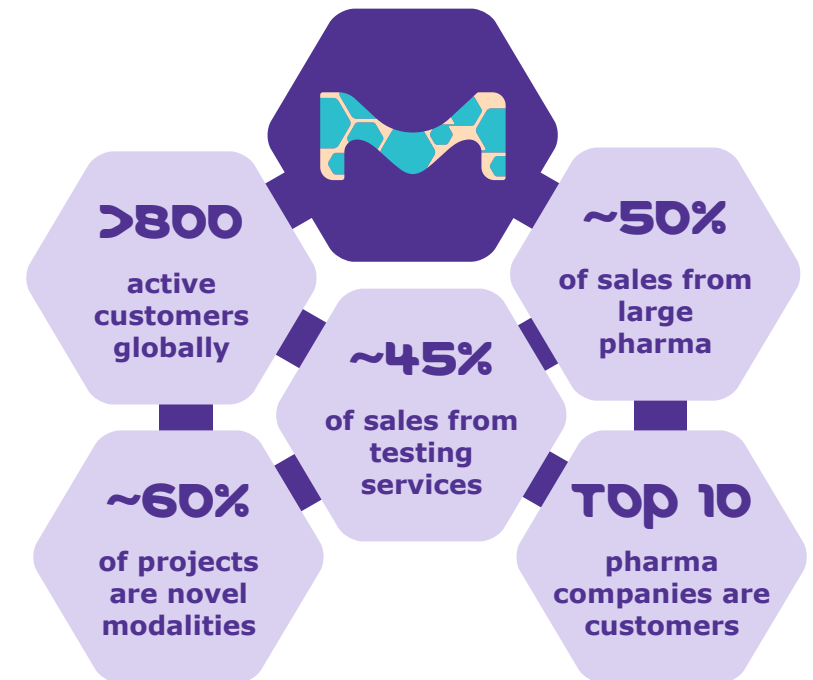 >800
active
customers
globally
~50%
of sales from
large
pharma
~45%
of sales from
testing
services
~60%
of projects
are novel
modalities
Top 10
pharma
companies are
customers